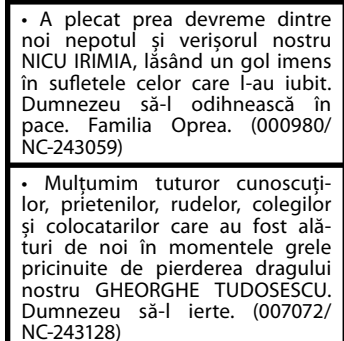 • A plecat prea devreme dintre
noi nepotul și verișorul nostru
NICU IRIMIA, lăsând un gol imens
în sufletele celor care l-au iubit.
Dumnezeu să-l odihnească în
pace. Familia Oprea. (000980/
NC-243059)
• Mulțumim tuturor cunoscuți-
lor, prietenilor, rudelor, colegilor
și colocatarilor care au fost ală-
turi de noi în momentele grele
pricinuite de pierderea dragului
nostru GHEORGHE TUDOSESCU.
Dumnezeu să-l ierte. (007072/
NC-243128)